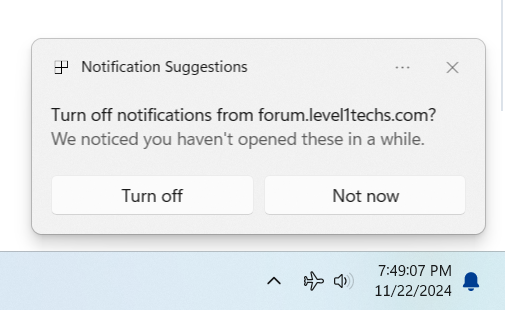 Notification Suggestions
Turn off notifications from forum.level1techs.com?
We noticed you haven't opened these in a while.
Turn off
Not now
7:49:07 PM
11/22/2024